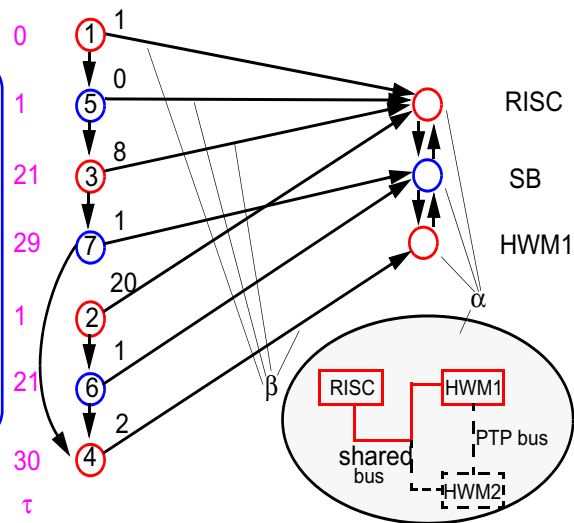 0 1 1
1 5 0 RISC
21 3 8 SB
29 7 1 HWM1
1 2 20
21 6 1
30 4 2
τ
β
α
RISC HWM1
shared PTP bus
bus
HWM2